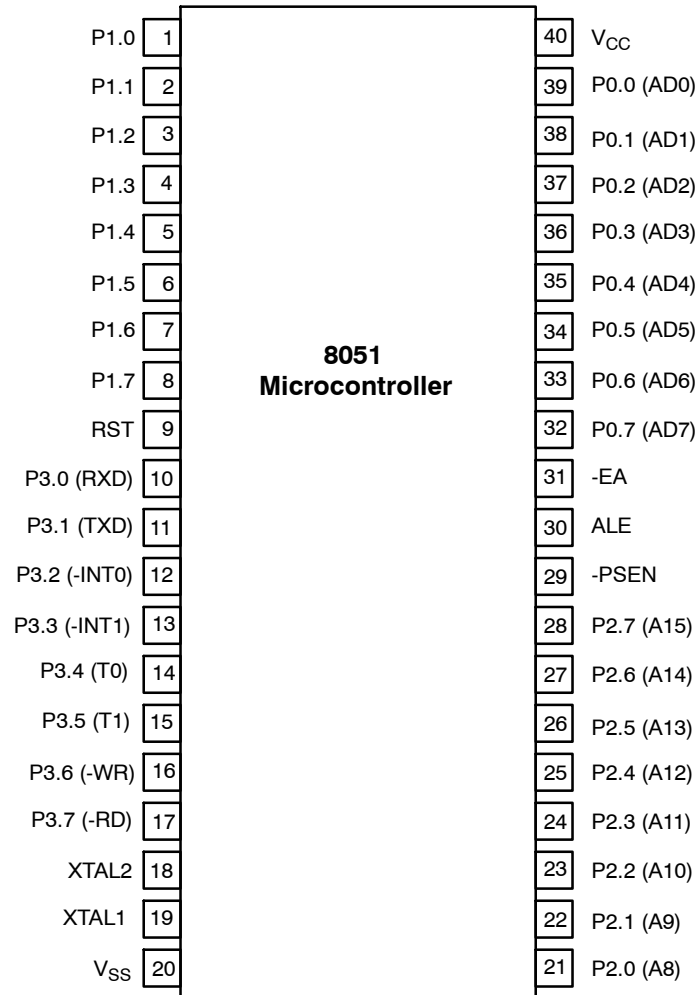 P1.0 1
P1.1 2
P1.2 3
P1.3 4
P1.4 5
P1.5 6
P1.6 7
P1.7 8
RST 9
P3.0 (RXD) 10
P3.1 (TXD) 11
P3.2 (-INT0) 12
P3.3 (-INT1) 13
P3.4 (T0) 14
P3.5 (T1) 15
P3.6 (-WR) 16
P3.7 (-RD) 17
XTAL2 18
XTAL1 19
VSS 20
8051
Microcontroller
40 VCC
39 P0.0 (AD0)
38 P0.1 (AD1)
37 P0.2 (AD2)
36 P0.3 (AD3)
35 P0.4 (AD4)
34 P0.5 (AD5)
33 P0.6 (AD6)
32 P0.7 (AD7)
31 -EA
30 ALE
29 -PSEN
28 P2.7 (A15)
27 P2.6 (A14)
26 P2.5 (A13)
25 P2.4 (A12)
24 P2.3 (A11)
23 P2.2 (A10)
22 P2.1 (A9)
21 P2.0 (A8)